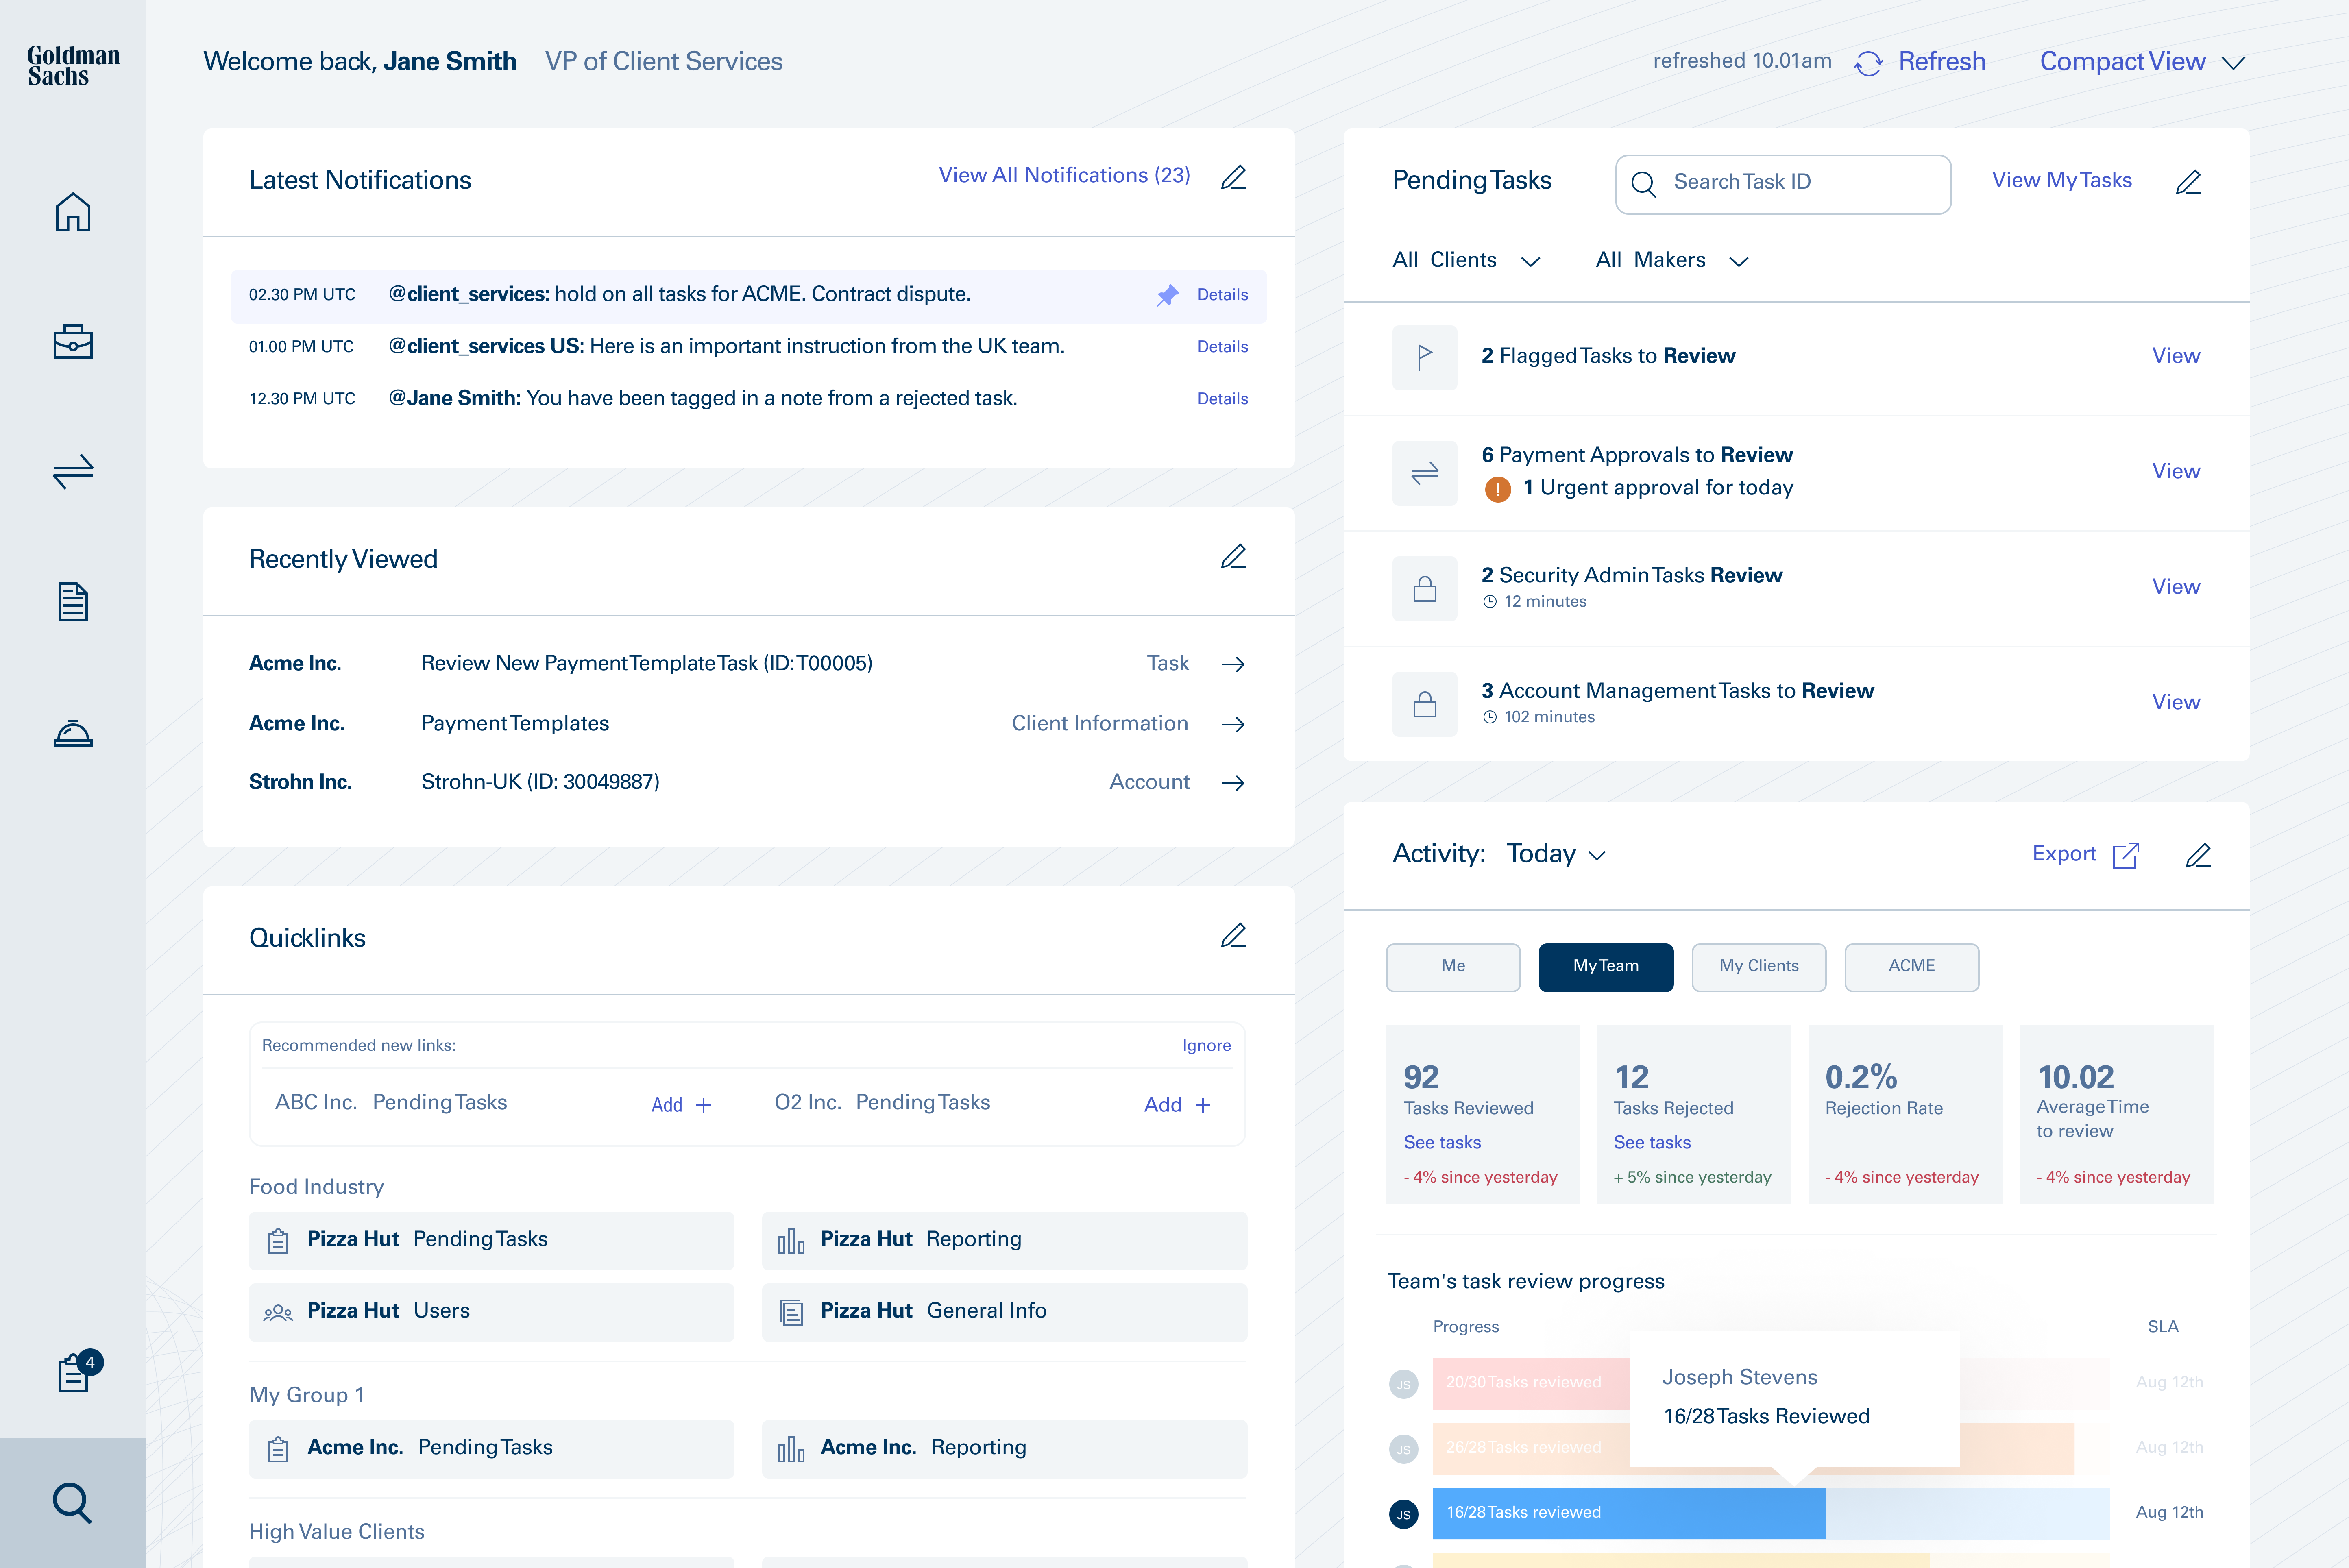 Goldman
Sachs
Welcome back, Jane Smith VP of Client Services
refreshed 10.01am Refresh Compact View
Latest Notifications
View All Notifications (23)
02.30 PM UTC @client_services: hold on all tasks for ACME. Contract dispute. Details
01.00 PM UTC @client_services US: Here is an important instruction from the UK team. Details
12.30 PM UTC @Jane Smith: You have been tagged in a note from a rejected task. Details
Recently Viewed
Acme Inc. Review New Payment Template Task (ID: T00005) Task
Acme Inc. Payment Templates Client Information
Strohn Inc. Strohn-UK (ID: 30049887) Account
Quicklinks
Recommended new links: Ignore
ABC Inc. Pending Tasks Add + O2 Inc. Pending Tasks Add +
Food Industry
Pizza Hut Pending Tasks
Pizza Hut Reporting
Pizza Hut Users
Pizza Hut General Info
My Group 1
Acme Inc. Pending Tasks
Acme Inc. Reporting
High Value Clients
4
Pending Tasks
Search Task ID
View My Tasks
All Clients
All Makers
2 Flagged Tasks to Review View
6 Payment Approvals to Review View
! 1 Urgent approval for today
2 Security Admin Tasks Review View
12 minutes
3 Account Management Tasks to Review View
102 minutes
Activity: Today
Export
Me
My Team
My Clients
ACME
92
Tasks Reviewed
See tasks
- 4% since yesterday
12
Tasks Rejected
See tasks
+ 5% since yesterday
0.2%
Rejection Rate
- 4% since yesterday
10.02
Average Time
to review
- 4% since yesterday
Team's task review progress
Progress SLA
JS 20/30 Tasks reviewed Aug 12th
Joseph Stevens
16/28 Tasks Reviewed
JS 26/28 Tasks reviewed Aug 12th
JS 16/28 Tasks reviewed Aug 12th